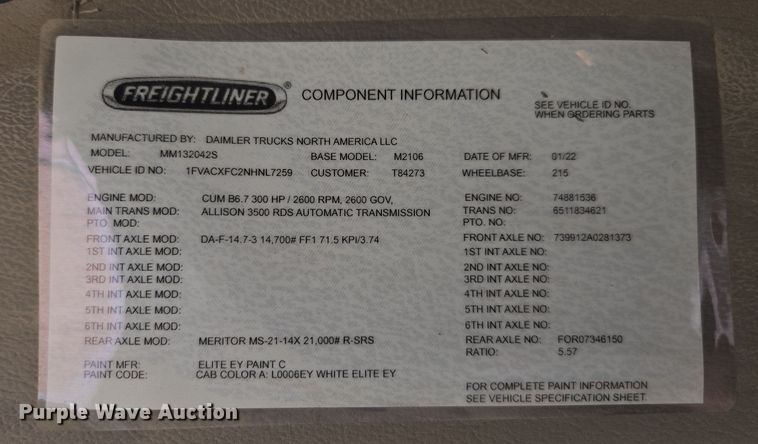 FREIGHTLINER ® COMPONENT INFORMATION
SEE VEHICLE ID NO.
WHEN ORDERING PARTS
MANUFACTURED BY: DAIMLER TRUCKS NORTH AMERICA LLC
MODEL: MM132042S BASE MODEL: M2106 DATE OF MFR: 01/22
VEHICLE ID NO: 1FVACXFC2NHNL7259 CUSTOMER: T84273 WHEELBASE: 215
ENGINE MOD: CUM B6.7 300 HP / 2600 RPM, 2600 GOV, ENGINE NO: 74881536
MAIN TRANS MOD: ALLISON 3500 RDS AUTOMATIC TRANSMISSION TRANS NO: 6511834621
PTO. MOD: PTO. NO:
FRONT AXLE MOD: DA-F-14.7-3 14,700# FF1 71.5 KPI/3.74 FRONT AXLE NO: 739912A0281373
1ST INT AXLE MOD: 1ST INT AXLE NO:
2ND INT AXLE MOD: 2ND INT AXLE NO:
3RD INT AXLE MOD: 3RD INT AXLE NO:
4TH INT AXLE MOD: 4TH INT AXLE NO:
5TH INT AXLE MOD: 5TH INT AXLE NO:
6TH INT AXLE MOD: 6TH INT AXLE NO:
REAR AXLE MOD: MERITOR MS-21-14X 21,000# R-SRS REAR AXLE NO: FOR07346150
RATIO: 5.57
PAINT MFR: ELITE EY PAINT C
PAINT CODE: CAB COLOR A: L0006EY WHITE ELITE EY
FOR COMPLETE PAINT INFORMATION
SEE VEHICLE SPECIFICATION SHEET.
Purple Wave Auction